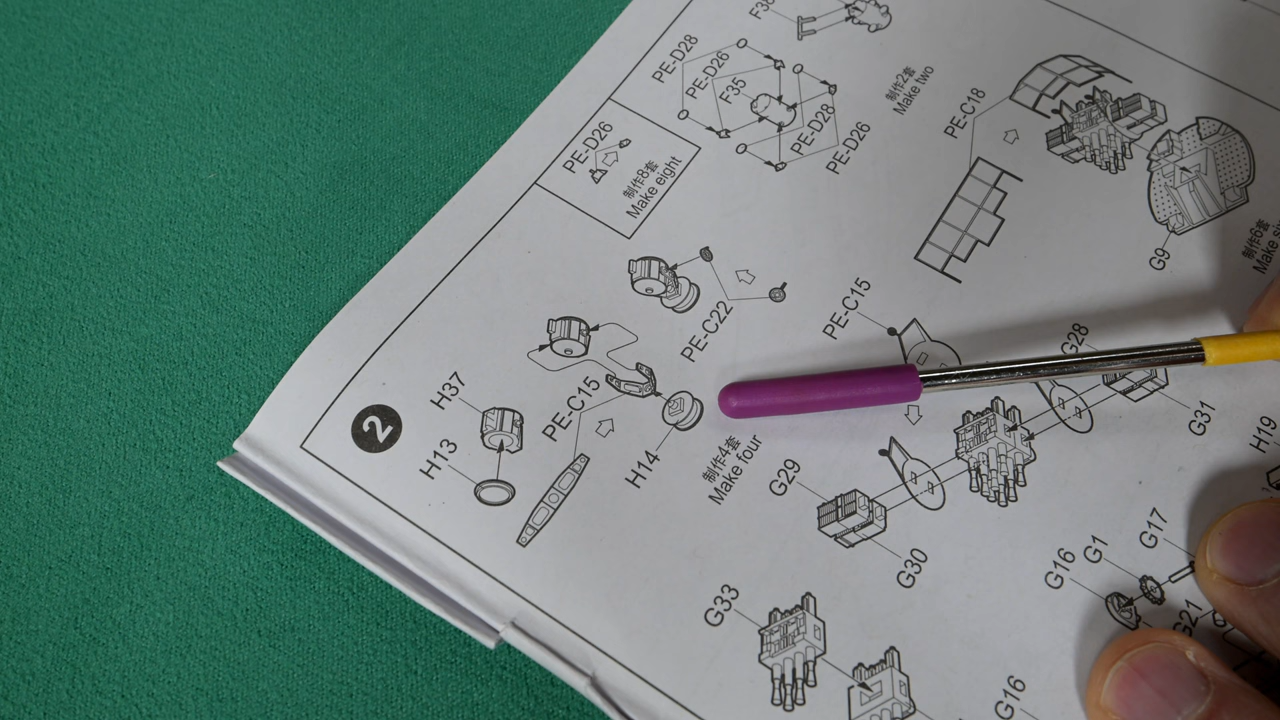 F38
PE-D28
PE-D26
F35
PE-D28
PE-D26
制作2套
Make two
PE-D26
制作8套
Make eight
PE-C18
G9
制作6套
PE-C22
PE-C15
2
H37
H13
PE-C15
H14
制作4套
Make four
G28
G31
G29
G30
H19
G33
G16
G1
G17
G21
G16